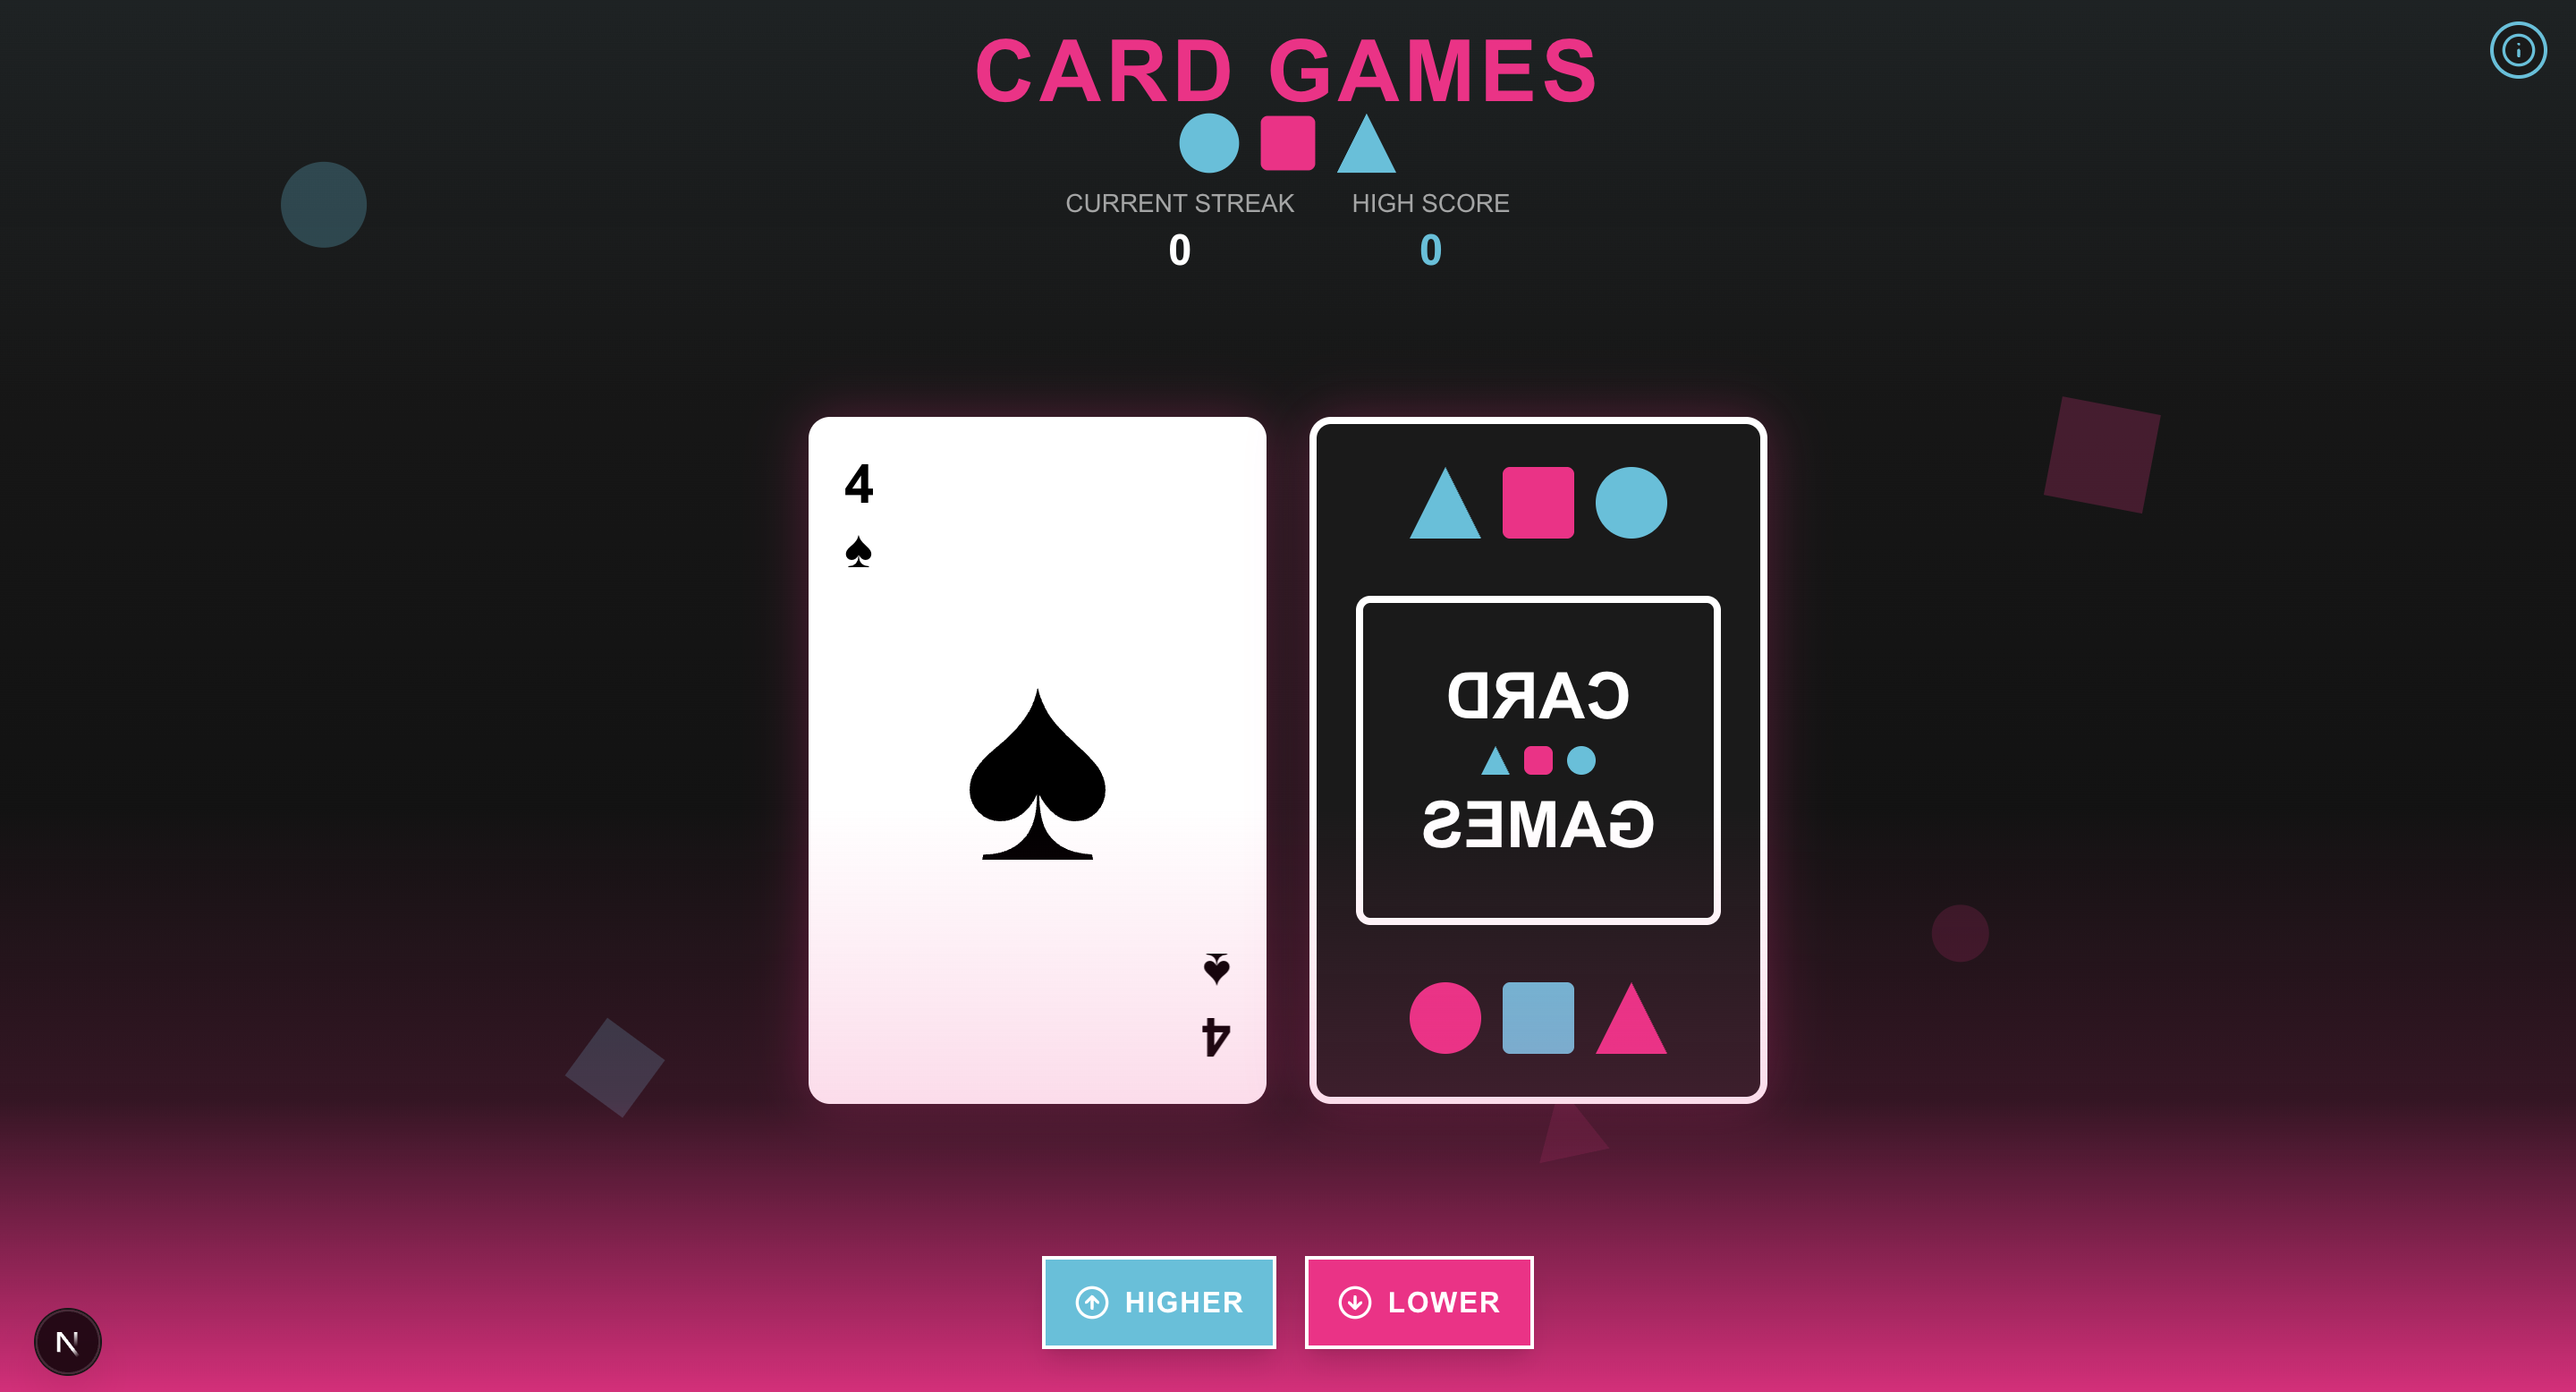 CARD GAMES
CURRENT STREAK HIGH SCORE
0 0
4
CARD
GAMES
4
HIGHER LOWER
N